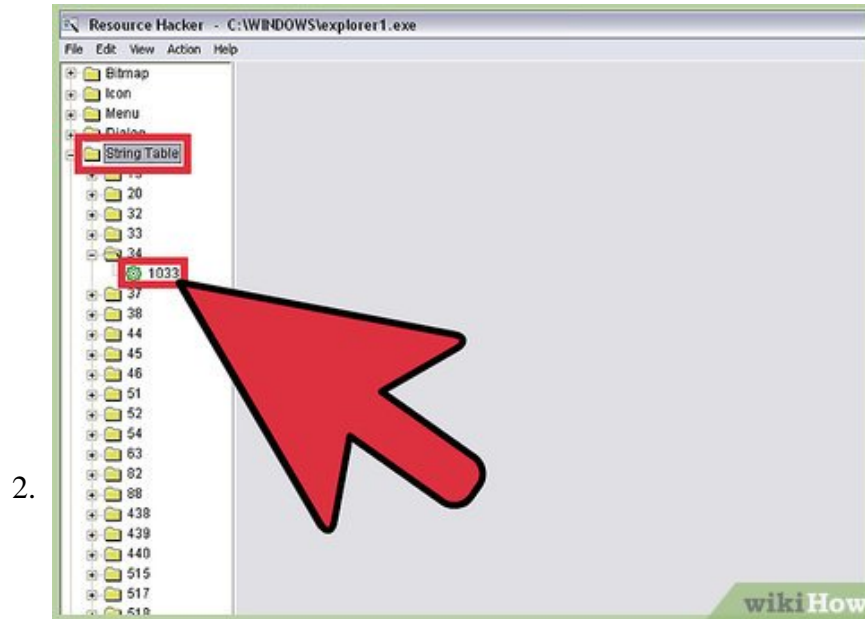 Resource Hacker - C:\WINDOWS\explorer1.exe
File Edit View Action Help
Bitmap
Icon
Menu
Dialog
String Table
20
32
33
34
1033
37
38
44
45
46
51
52
54
63
82
2.
88
438
439
440
515
517
518
wikiHow